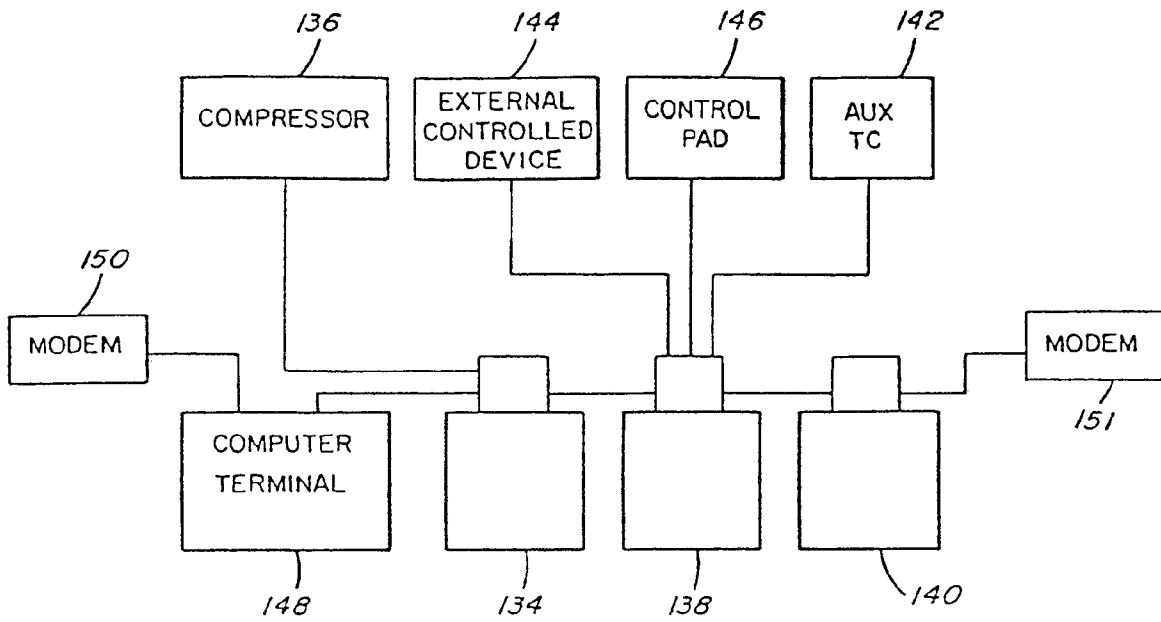 136
144
146
142
COMPRESSOR
EXTERNAL
CONTROLLED
DEVICE
CONTROL
PAD
AUX
TC
150
MODEM
MODEM
151
COMPUTER
TERMINAL
148
134
138
140